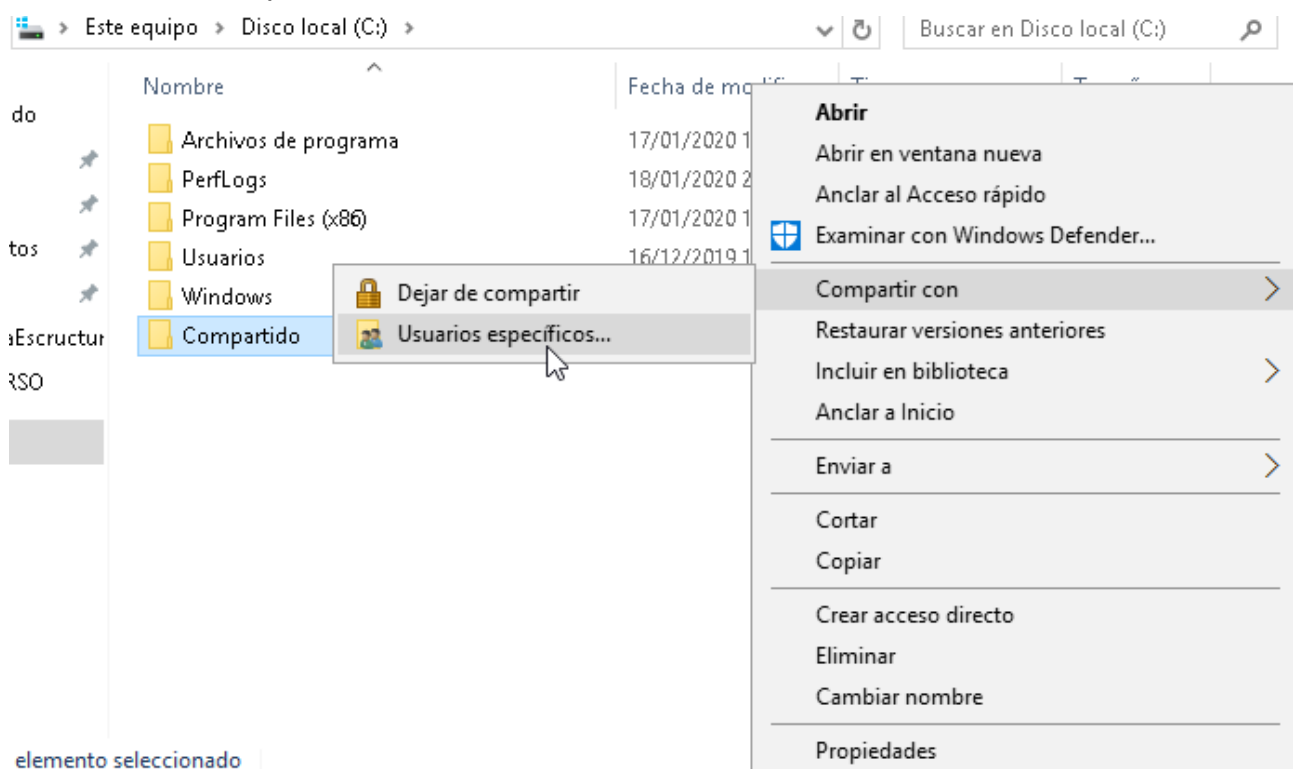 Este equipo > Disco local (C:) >
Buscar en Disco local (C:)
Nombre
Fecha de mo
do
tos
aEscructur
RSO
Archivos de programa
17/01/2020 1
PerfLogs
18/01/2020 2
Program Files (x86)
17/01/2020 1
Usuarios
16/12/2019 1
Windows
Compartido
Dejar de compartir
Usuarios específicos...
Abrir
Abrir en ventana nueva
Anclar al Acceso rápido
Examinar con Windows Defender...
Compartir con
Restaurar versiones anteriores
Incluir en biblioteca
Anclar a Inicio
Enviar a
Cortar
Copiar
Crear acceso directo
Eliminar
Cambiar nombre
Propiedades
elemento seleccionado